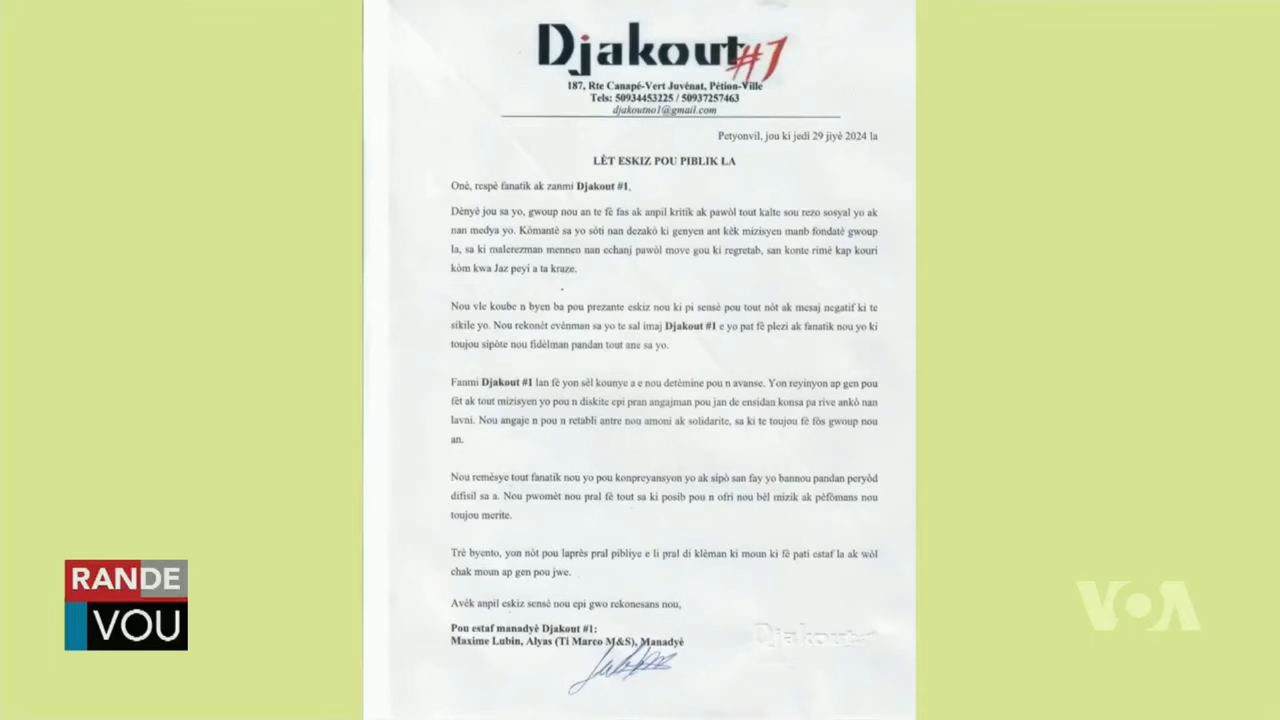 Djakout #1
187, Rte Canapé-Vert Juvénat, Pétion-Ville
Tels: 50934453225 / 50937257463
djakoutno1@gmail.com
Petyonvil, jou ki jedi 29 jiyè 2024 la
LÈT ESKIZ POU PIBLIK LA
Onè, respè fanatik ak zanmi Djakout #1,
Dènyè jou sa yo, gwoup nou an te fè fas ak anpil kritik ak pawòl tout kalte sou rezo sosyal yo ak
nan medya yo. Kòmantè sa yo sòti nan dezakò ki genyen ant kèk mizisyen manb fondatè gwoup
la, sa ki malerezman mennen nan echanj pawòl move gou ki regretab, san konte rimè kap kouri
kòm kwa Jaz peyi a ta kraze.
Nou vle koube n byen ba pou prezante eskiz nou ki pi sensè pou tout nòt ak mesaj negatif ki te
sikile yo. Nou rekonèt evènman sa yo te sal imaj Djakout #1 e yo pat fè plezi ak fanatik nou yo ki
toujou sipòte nou fidèlman pandan tout ane sa yo.
Fanmi Djakout #1 lan fè yon sèl kounye a e nou detèmine pou n avanse. Yon reyinyon ap gen pou
fèt ak tout mizisyen yo pou n diskite epi pran angajman pou jan de ensidan konsa pa rive ankò nan
lavni. Nou angaje n pou n retabli antre nou amoni ak solidarite, sa ki te toujou fè fòs gwoup nou
an.
Nou remèsye tout fanatik nou yo pou konpreyansyon yo ak sipò san fay yo bannou pandan peryòd
difisil sa a. Nou pwomèt nou pral fè tout sa ki posib pou n ofri nou bèl mizik ak pèfòmans nou
toujou merite.
Trè byento, yon nòt pou laprès pral pibliye e li pral di klèman ki moun ki fè pati estaf la ak wòl
chak moun ap gen pou jwe.
Avèk anpil eskiz sensè nou epi gwo rekonesans nou,
Pou estaf manadyè Djakout #1:
Maxime Lubin, Alyas (Ti Marco M&S), Manadyè
Djakout #1
RANDE
VOU
VOA